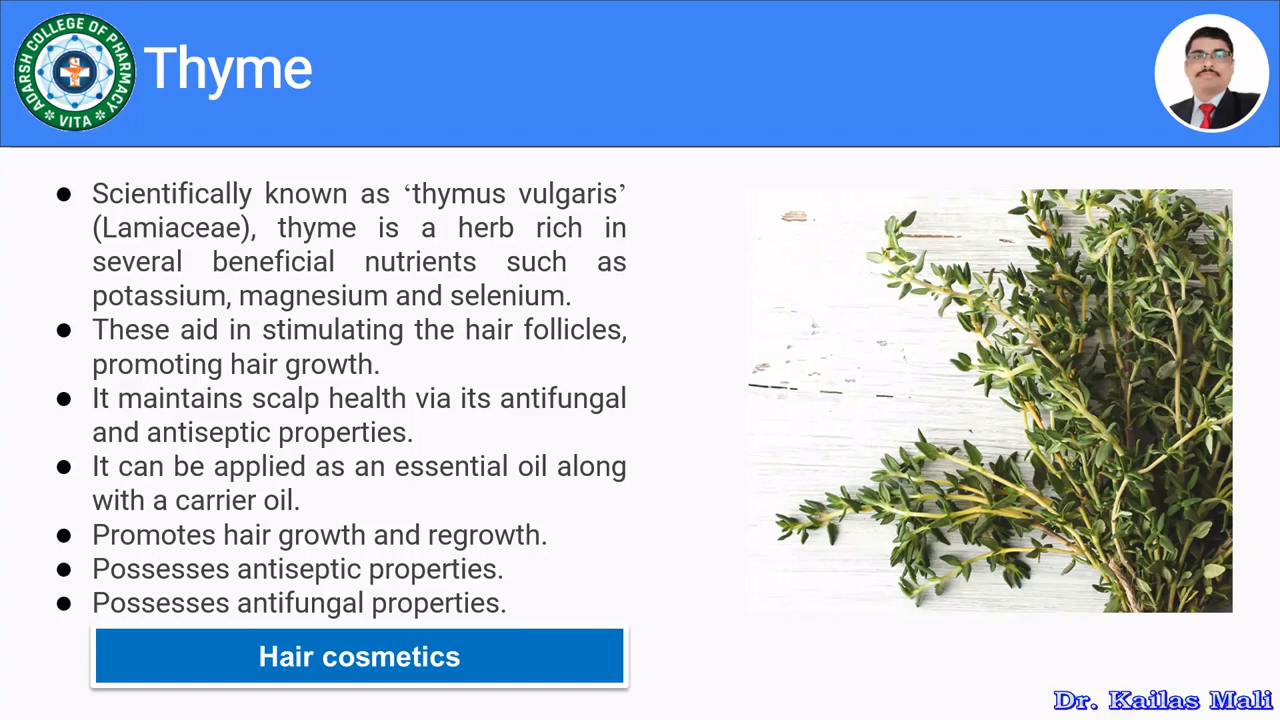 ADARSH COLLEGE OF PHARMACY
VITA
Thyme
● Scientifically known as ‘thymus vulgaris’
(Lamiaceae), thyme is a herb rich in
several beneficial nutrients such as
potassium, magnesium and selenium.
● These aid in stimulating the hair follicles,
promoting hair growth.
● It maintains scalp health via its antifungal
and antiseptic properties.
● It can be applied as an essential oil along
with a carrier oil.
● Promotes hair growth and regrowth.
● Possesses antiseptic properties.
● Possesses antifungal properties.
Hair cosmetics
Dr. Kailas Mali